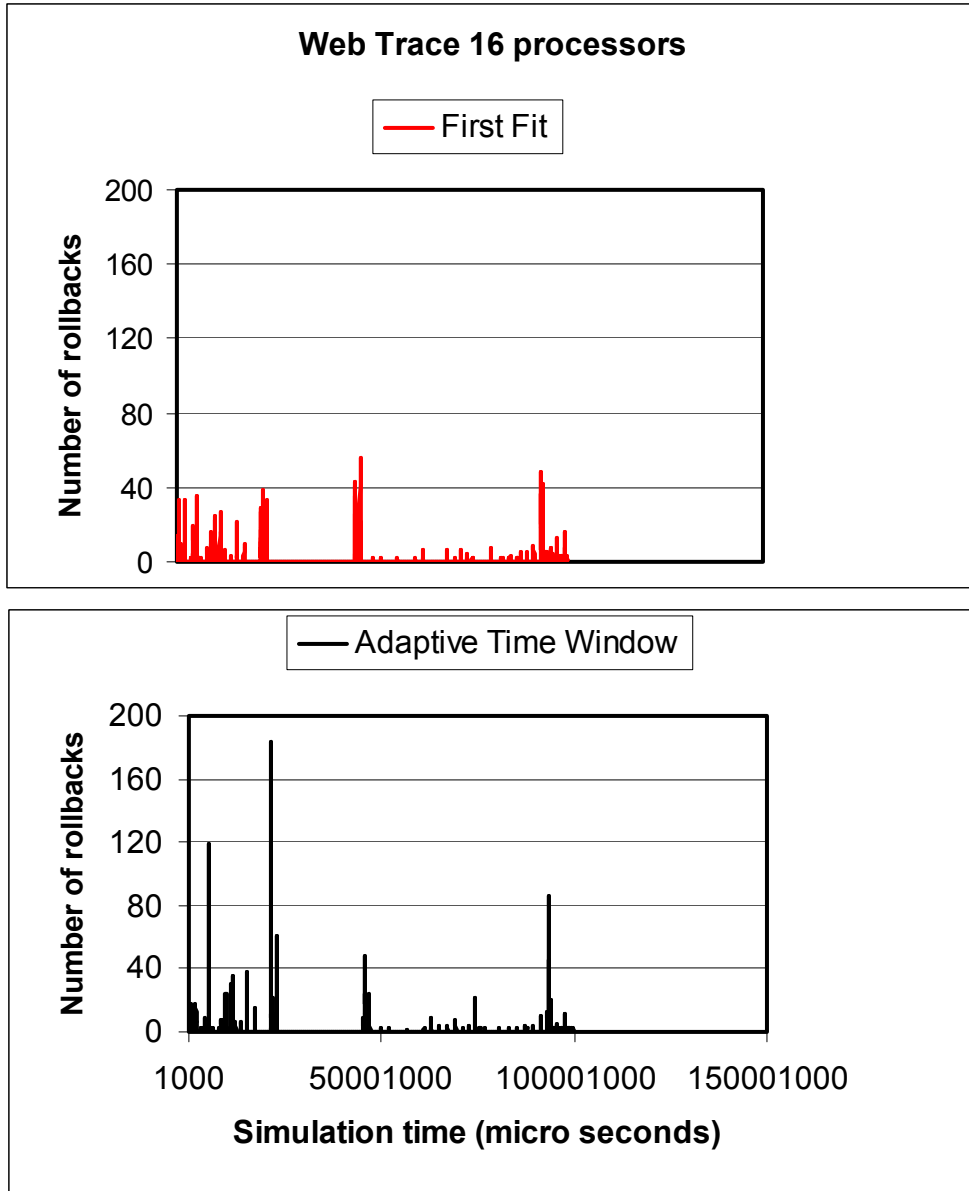 Web Trace 16 processors
First Fit
Number of rollbacks
200
160
120
80
40
0
Adaptive Time Window
Number of rollbacks
200
160
120
80
40
0
1000
50001000
100001000
150001000
Simulation time (micro seconds)